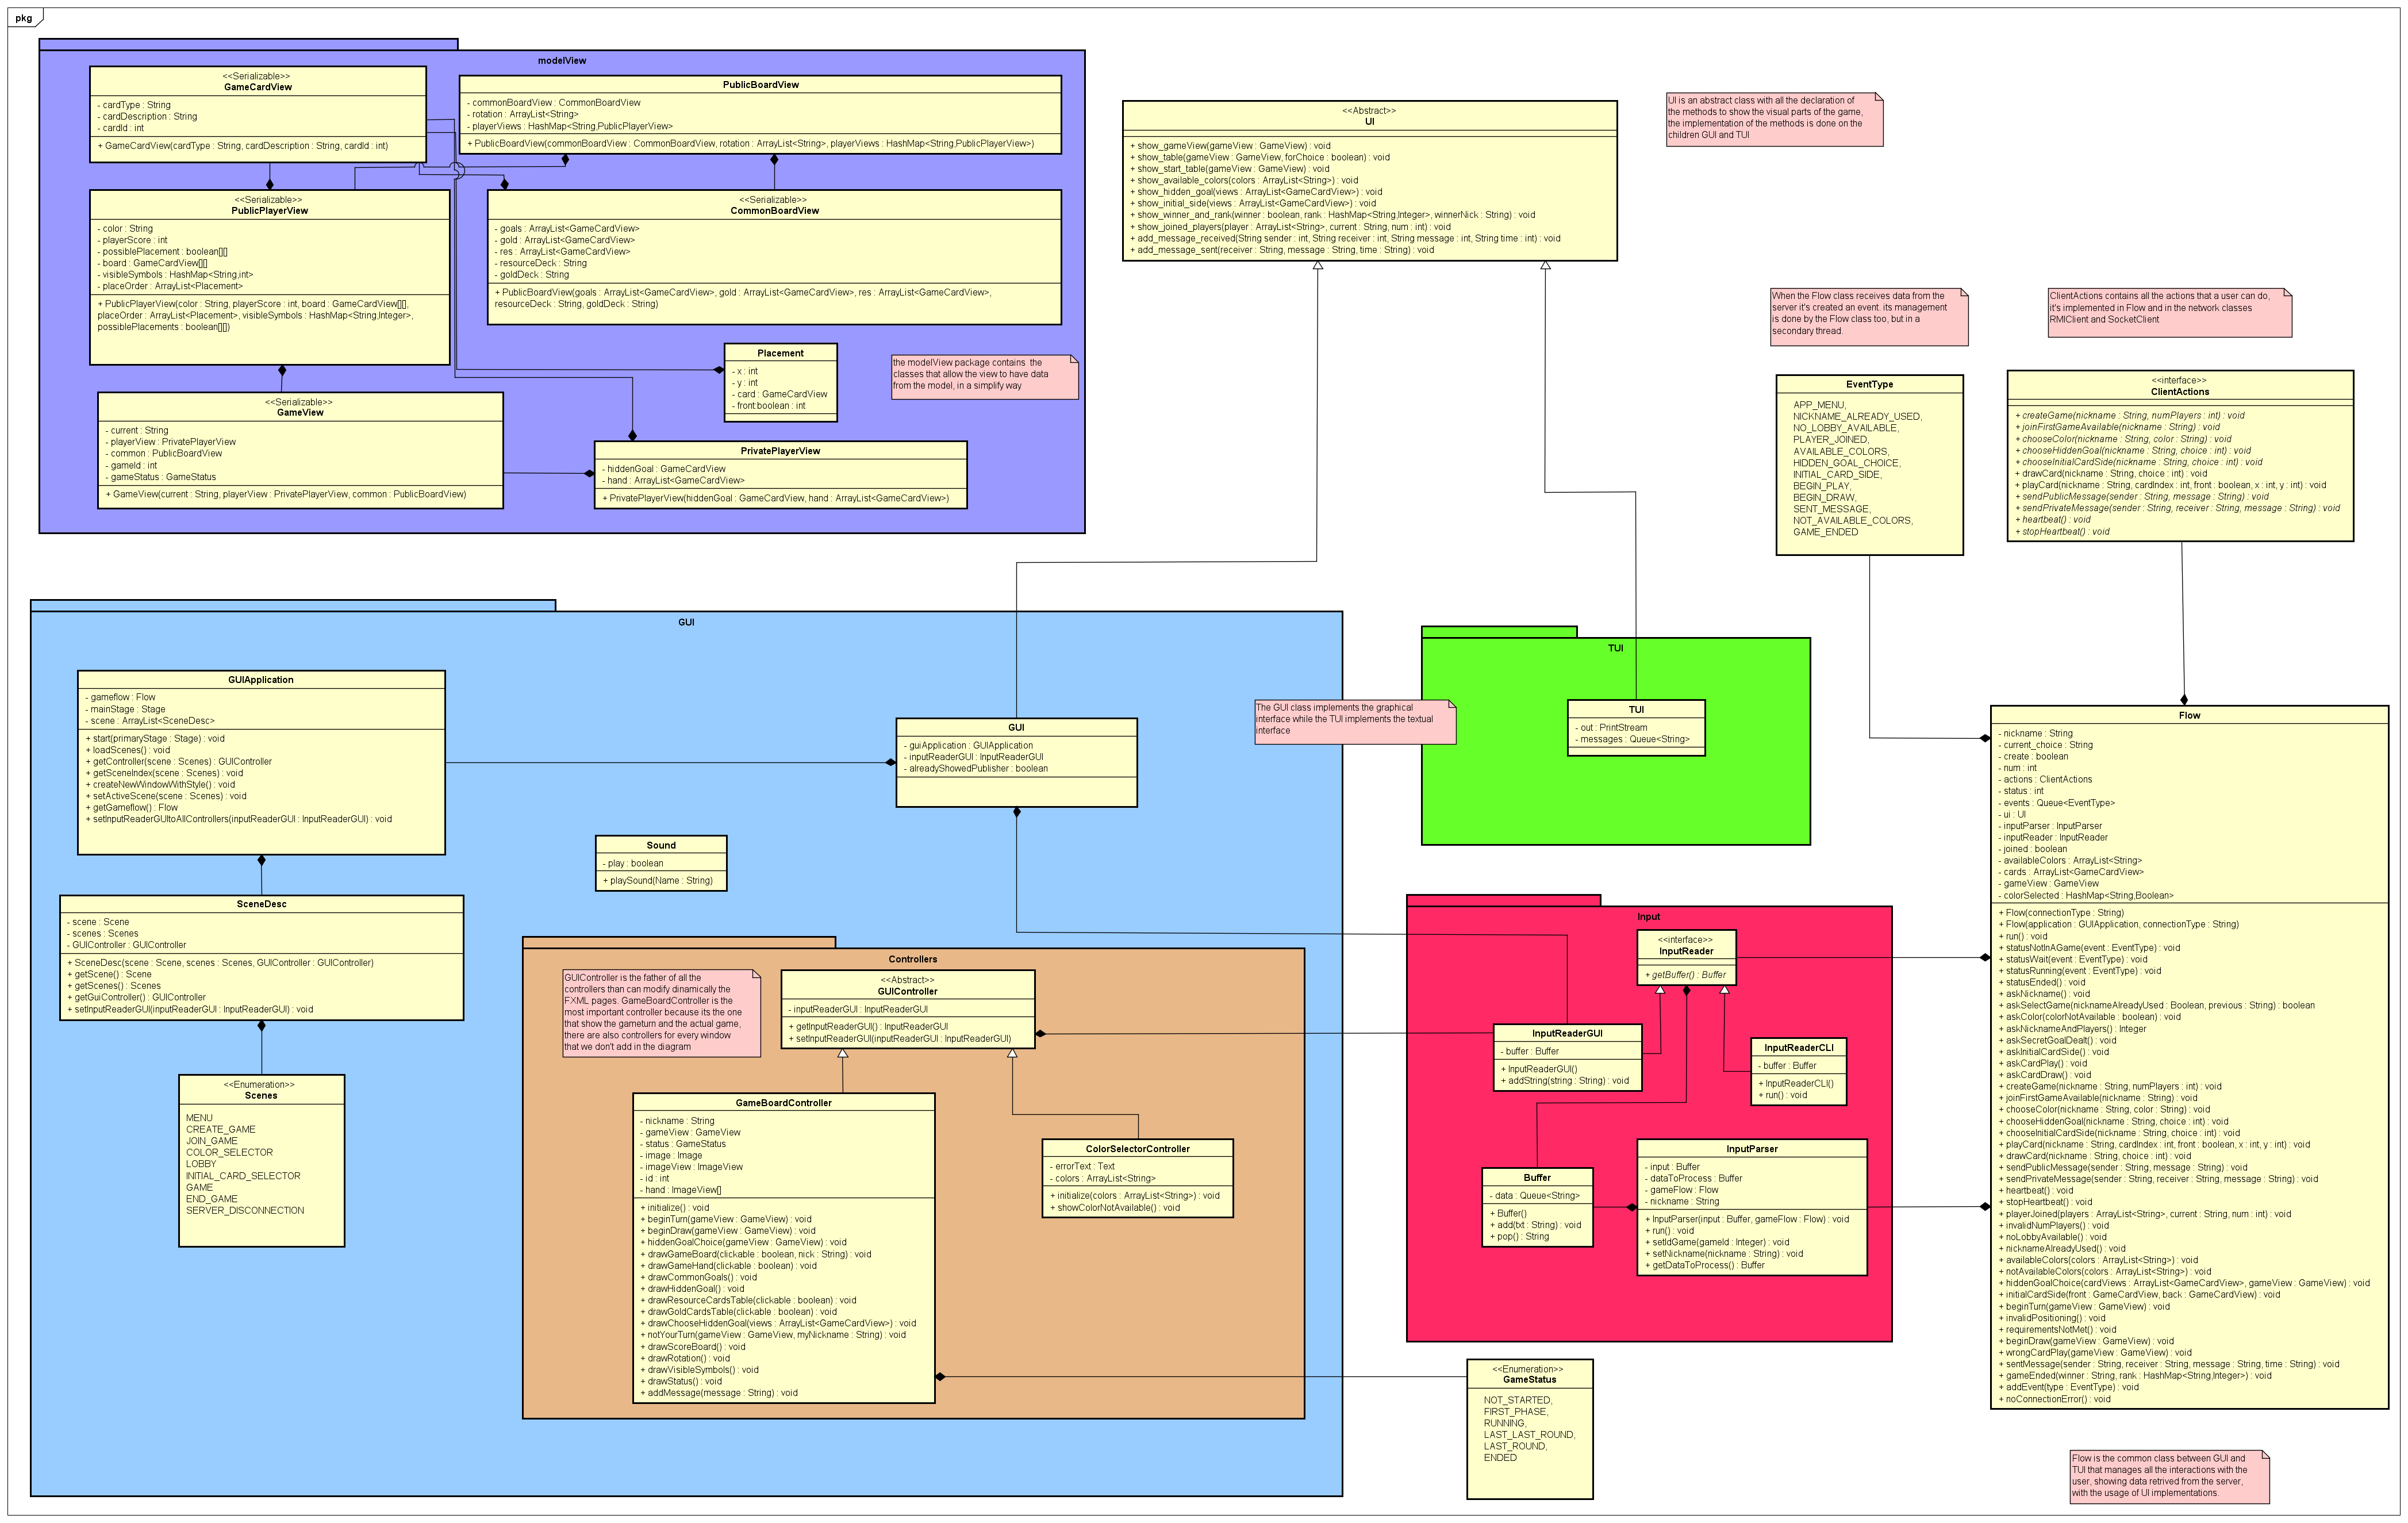 pkg
modelView
<<Serializable>>
GameCardView
- cardType : String
- cardDescription : String
- cardId : int
+ GameCardView(cardType : String, cardDescription : String, cardId : int)
PublicBoardView
- commonBoardView : CommonBoardView
- rotation : ArrayList<String>
- playerViews : HashMap<String,PublicPlayerView>
+ PublicBoardView(commonBoardView : CommonBoardView, rotation : ArrayList<String>, playerViews : HashMap<String,PublicPlayerView>)
<<Serializable>>
PublicPlayerView
- color : String
- playerScore : int
- possiblePlacement : boolean[][]
- board : GameCardView[][]
- visibleSymbols : HashMap<String,int>
- placeOrder : ArrayList<Placement>
+ PublicPlayerView(color : String, playerScore : int, board : GameCardView[][],
placeOrder : ArrayList<Placement>, visibleSymbols : HashMap<String,Integer>,
possiblePlacements : boolean[][])
<<Serializable>>
CommonBoardView
- goals : ArrayList<GameCardView>
- gold : ArrayList<GameCardView>
- res : ArrayList<GameCardView>
- resourceDeck : String
- goldDeck : String
+ PublicBoardView(goals : ArrayList<GameCardView>, gold : ArrayList<GameCardView>, res : ArrayList<GameCardView>,
resourceDeck : String, goldDeck : String)
Placement
- x : int
- y : int
- card : GameCardView
- front:boolean : int
the modelView package contains  the
classes that allow the view to have data
from the model, in a simplify way
<<Serializable>>
GameView
- current : String
- playerView : PrivatePlayerView
- common : PublicBoardView
- gameId : int
- gameStatus : GameStatus
+ GameView(current : String, playerView : PrivatePlayerView, common : PublicBoardView)
PrivatePlayerView
- hiddenGoal : GameCardView
- hand : ArrayList<GameCardView>
+ PrivatePlayerView(hiddenGoal : GameCardView, hand : ArrayList<GameCardView>)
<<Abstract>>
UI
+ show_gameView(gameView : GameView) : void
+ show_table(gameView : GameView, forChoice : boolean) : void
+ show_start_table(gameView : GameView) : void
+ show_available_colors(colors : ArrayList<String>) : void
+ show_hidden_goal(views : ArrayList<GameCardView>) : void
+ show_initial_side(views : ArrayList<GameCardView>) : void
+ show_winner_and_rank(winner : boolean, rank : HashMap<String,Integer>, winnerNick : String) : void
+ show_joined_players(player : ArrayList<String>, current : String, num : int) : void
+ add_message_received(String sender : int, String receiver : int, String message : int, String time : int) : void
+ add_message_sent(receiver : String, message : String, time : String) : void
UI is an abstract class with all the declaration of
the methods to show the visual parts of the game,
the implementation of the methods is done on the
children GUI and TUI
When the Flow class receives data from the
server it's created an event. its management
is done by the Flow class too, but in a
secondary thread.
ClientActions contains all the actions that a user can do,
it's implemented in Flow and in the network classes
RMIClient and SocketClient
EventType
APP_MENU,
NICKNAME_ALREADY_USED,
NO_LOBBY_AVAILABLE,
PLAYER_JOINED,
AVAILABLE_COLORS,
HIDDEN_GOAL_CHOICE,
INITIAL_CARD_SIDE,
BEGIN_PLAY,
BEGIN_DRAW,
SENT_MESSAGE,
NOT_AVAILABLE_COLORS,
GAME_ENDED
<<interface>>
ClientActions
+ createGame(nickname : String, numPlayers : int) : void
+ joinFirstGameAvailable(nickname : String) : void
+ chooseColor(nickname : String, color : String) : void
+ chooseHiddenGoal(nickname : String, choice : int) : void
+ chooseInitialCardSide(nickname : String, choice : int) : void
+ drawCard(nickname : String, choice : int) : void
+ playCard(nickname : String, cardIndex : int, front : boolean, x : int, y : int) : void
+ sendPublicMessage(sender : String, message : String) : void
+ sendPrivateMessage(sender : String, receiver : String, message : String) : void
+ heartbeat() : void
+ stopHeartbeat() : void
GUI
GUIApplication
- gameflow : Flow
- mainStage : Stage
- scene : ArrayList<SceneDesc>
+ start(primaryStage : Stage) : void
+ loadScenes() : void
+ getController(scene : Scenes) : GUIController
+ getSceneIndex(scene : Scenes) : void
+ createNewWindowWithStyle() : void
+ setActiveScene(scene : Scenes) : void
+ getGameflow() : Flow
+ setInputReaderGUItoAllControllers(inputReaderGUI : InputReaderGUI) : void
GUI
- guiApplication : GUIApplication
- inputReaderGUI : InputReaderGUI
- alreadyShowedPublisher : boolean
The GUI class implements the graphical
interface while the TUI implements the textual
interface
TUI
TUI
- out : PrintStream
- messages : Queue<String>
Sound
- play : boolean
+ playSound(Name : String)
SceneDesc
- scene : Scene
- scenes : Scenes
- GUIController : GUIController
+ SceneDesc(scene : Scene, scenes : Scenes, GUIController : GUIController)
+ getScene() : Scene
+ getScenes() : Scenes
+ getGuiController() : GUIController
+ setInputReaderGUI(inputReaderGUI : InputReaderGUI) : void
<<Enumeration>>
Scenes
MENU
CREATE_GAME
JOIN_GAME
COLOR_SELECTOR
LOBBY
INITIAL_CARD_SELECTOR
GAME
END_GAME
SERVER_DISCONNECTION
Controllers
GUIController is the father of all the
controllers than can modify dinamically the
FXML pages. GameBoardController is the
most important controller because its the one
that show the gameturn and the actual game,
there are also controllers for every window
that we don't add in the diagram
<<Abstract>>
GUIController
- inputReaderGUI : InputReaderGUI
+ getInputReaderGUI() : InputReaderGUI
+ setInputReaderGUI(inputReaderGUI : InputReaderGUI)
GameBoardController
- nickname : String
- gameView : GameView
- status : GameStatus
- image : Image
- imageView : ImageView
- id : int
- hand : ImageView[]
+ initialize() : void
+ beginTurn(gameView : GameView) : void
+ beginDraw(gameView : GameView) : void
+ hiddenGoalChoice(gameView : GameView) : void
+ drawGameBoard(clickable : boolean, nick : String) : void
+ drawGameHand(clickable : boolean) : void
+ drawCommonGoals() : void
+ drawHiddenGoal() : void
+ drawResourceCardsTable(clickable : boolean) : void
+ drawGoldCardsTable(clickable : boolean) : void
+ drawChooseHiddenGoal(views : ArrayList<GameCardView>) : void
+ notYourTurn(gameView : GameView, myNickname : String) : void
+ drawScoreBoard() : void
+ drawRotation() : void
+ drawVisibleSymbols() : void
+ drawStatus() : void
+ addMessage(message : String) : void
ColorSelectorController
- errorText : Text
- colors : ArrayList<String>
+ initialize(colors : ArrayList<String>) : void
+ showColorNotAvailable() : void
Input
<<interface>>
InputReader
+ getBuffer() : Buffer
InputReaderGUI
- buffer : Buffer
+ InputReaderGUI()
+ addString(string : String) : void
InputReaderCLI
- buffer : Buffer
+ InputReaderCLI()
+ run() : void
Buffer
- data : Queue<String>
+ Buffer()
+ add(txt : String) : void
+ pop() : String
InputParser
- input : Buffer
- dataToProcess : Buffer
- gameFlow : Flow
- nickname : String
+ InputParser(input : Buffer, gameFlow : Flow) : void
+ run() : void
+ setIdGame(gameId : Integer) : void
+ setNickname(nickname : String) : void
+ getDataToProcess() : Buffer
<<Enumeration>>
GameStatus
NOT_STARTED,
FIRST_PHASE,
RUNNING,
LAST_LAST_ROUND,
LAST_ROUND,
ENDED
Flow
- nickname : String
- current_choice : String
- create : boolean
- num : int
- actions : ClientActions
- status : int
- events : Queue<EventType>
- ui : UI
- inputParser : InputParser
- inputReader : InputReader
- joined : boolean
- availableColors : ArrayList<String>
- cards : ArrayList<GameCardView>
- gameView : GameView
- colorSelected : HashMap<String,Boolean>
+ Flow(connectionType : String)
+ Flow(application : GUIApplication, connectionType : String)
+ run() : void
+ statusNotInAGame(event : EventType) : void
+ statusWait(event : EventType) : void
+ statusRunning(event : EventType) : void
+ statusEnded() : void
+ askNickname() : void
+ askSelectGame(nicknameAlreadyUsed : Boolean, previous : String) : boolean
+ askColor(colorNotAvailable : boolean) : void
+ askNicknameAndPlayers() : Integer
+ askSecretGoalDealt() : void
+ askInitialCardSide() : void
+ askCardPlay() : void
+ askCardDraw() : void
+ createGame(nickname : String, numPlayers : int) : void
+ joinFirstGameAvailable(nickname : String) : void
+ chooseColor(nickname : String, color : String) : void
+ chooseHiddenGoal(nickname : String, choice : int) : void
+ chooseInitialCardSide(nickname : String, choice : int) : void
+ playCard(nickname : String, cardIndex : int, front : boolean, x : int, y : int) : void
+ drawCard(nickname : String, choice : int) : void
+ sendPublicMessage(sender : String, message : String) : void
+ sendPrivateMessage(sender : String, receiver : String, message : String) : void
+ heartbeat() : void
+ stopHeartbeat() : void
+ playerJoined(players : ArrayList<String>, current : String, num : int) : void
+ invalidNumPlayers() : void
+ noLobbyAvailable() : void
+ nicknameAlreadyUsed() : void
+ availableColors(colors : ArrayList<String>) : void
+ notAvailableColors(colors : ArrayList<String>) : void
+ hiddenGoalChoice(cardViews : ArrayList<GameCardView>, gameView : GameView) : void
+ initialCardSide(front : GameCardView, back : GameCardView) : void
+ beginTurn(gameView : GameView) : void
+ invalidPositioning() : void
+ requirementsNotMet() : void
+ beginDraw(gameView : GameView) : void
+ wrongCardPlay(gameView : GameView) : void
+ sentMessage(sender : String, receiver : String, message : String, time : String) : void
+ gameEnded(winner : String, rank : HashMap<String,Integer>) : void
+ addEvent(type : EventType) : void
+ noConnectionError() : void
Flow is the common class between GUI and
TUI that manages all the interactions with the
user, showing data retrived from the server,
with the usage of UI implementations.